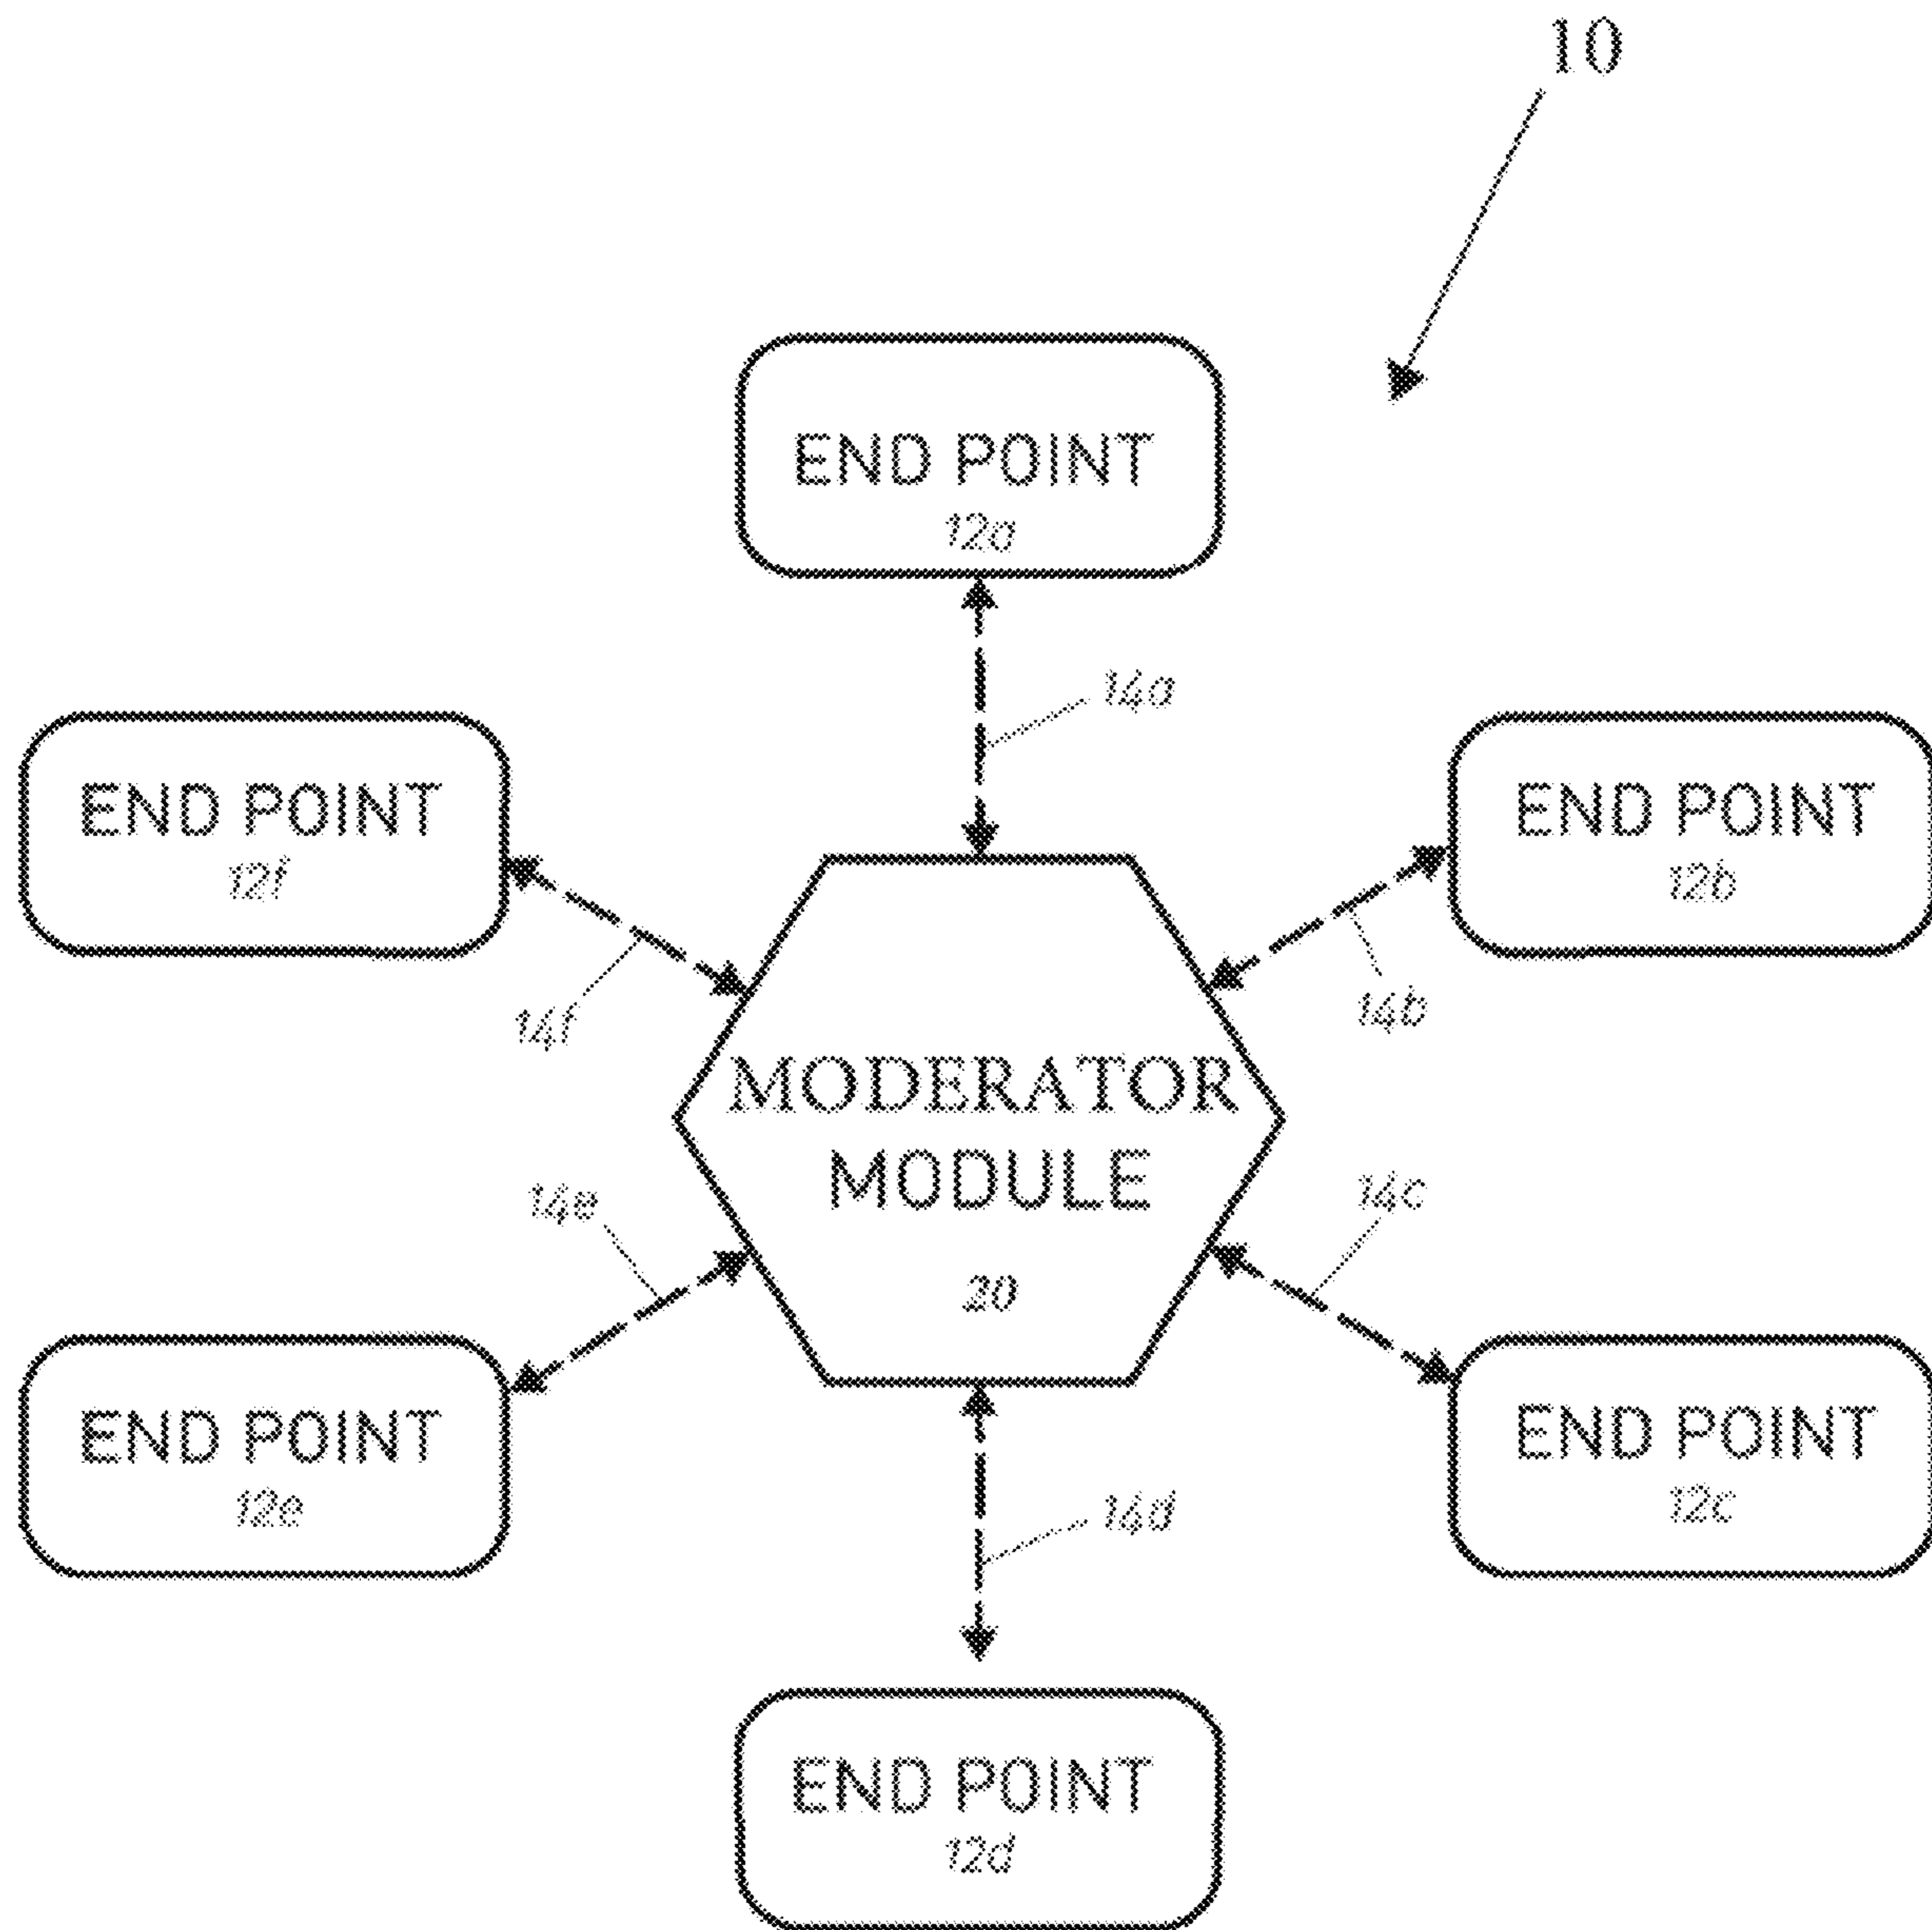 10
END POINT
12a
14a
END POINT
12f
END POINT
12b
14f
14b
MODERATOR
MODULE
20
14e
14c
END POINT
12e
END POINT
12c
14d
END POINT
12d